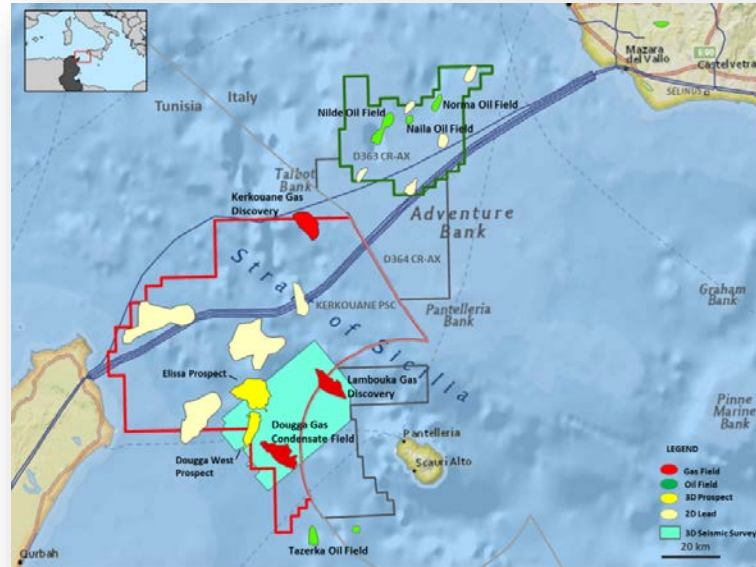 Tunisia
Italy
Nilde Oil Field
Norma Oil Field
Naila Oil Field
D363 CR-AX
E-90
Mazara
del Vallo
Castelvetra
SELINUS
Talbot
Bank
Kerkouane Gas
Discovery
Adventure
Bank
D364 CR-AX
Graham
Bank
Strait of Sicilia
KERKOUANE PSC
Pantelleria
Bank
Elissa Prospect
Lambouka Gas
Discovery
Dougga Gas
Condensate Field
Dougga West
Prospect
Pantelleria
Scauri Alto
Pinne
Marine
Bank
Tazerka Oil Field
Qurbah
LEGEND
Gas Field
Oil Field
3D Prospect
2D Lead
3D Seismic Survey
20 km